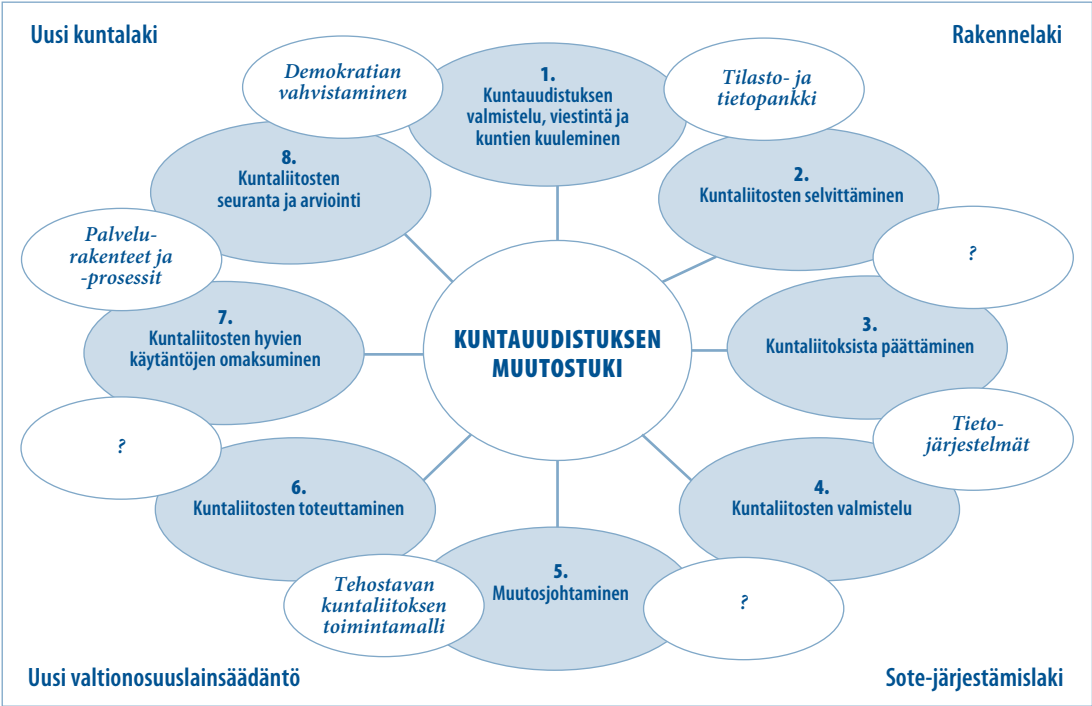 Uusi kuntalaki
Rakennelaki
Demokratian
vahvistaminen
1.
Kuntauudistuksen
valmistelu, viestintä ja
kuntien kuuleminen
Tilasto- ja
tietopankki
8.
Kuntaliitosten
seuranta ja arviointi
2.
Kuntaliitosten selvittäminen
Palvelu-
rakenteet ja
-prosessit
?
7.
Kuntaliitosten hyvien
käytäntöjen omaksuminen
KUNTAUUDISTUKSEN
MUUTOSTUKI
3.
Kuntaliitoksista päättäminen
?
Tieto-
järjestelmät
6.
Kuntaliitosten toteuttaminen
4.
Kuntaliitosten valmistelu
Tehostavan
kuntaliitoksen
toimintamalli
5.
Muutosjohtaminen
?
Uusi valtionosuuslainsäädäntö
Sote-järjestämislaki